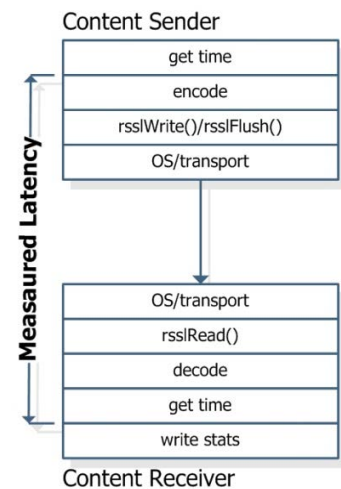 Content Sender
get time
encode
rsslWrite()/rsslFlush()
OS/transport
Measaured Latency
OS/transport
rsslRead()
decode
get time
write stats
Content Receiver